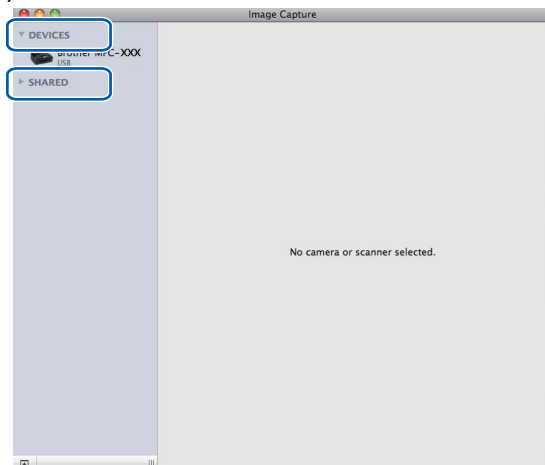 Image Capture
DEVICES
Brother MFC-XXX
USB
SHARED
No camera or scanner selected.